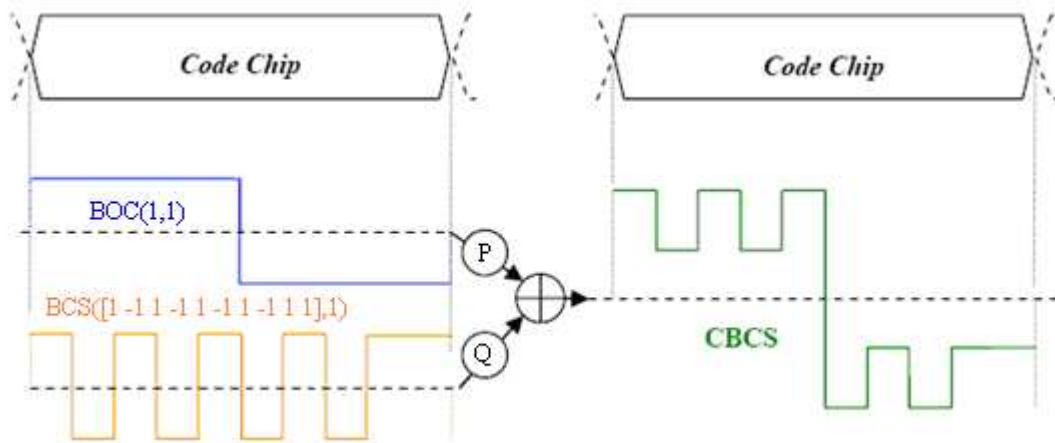 Code Chip
Code Chip
BOC(1,1)
P
BCS([1 -1 1 -1 1 -1 1 -1 1 1],1)
Q
CBCS